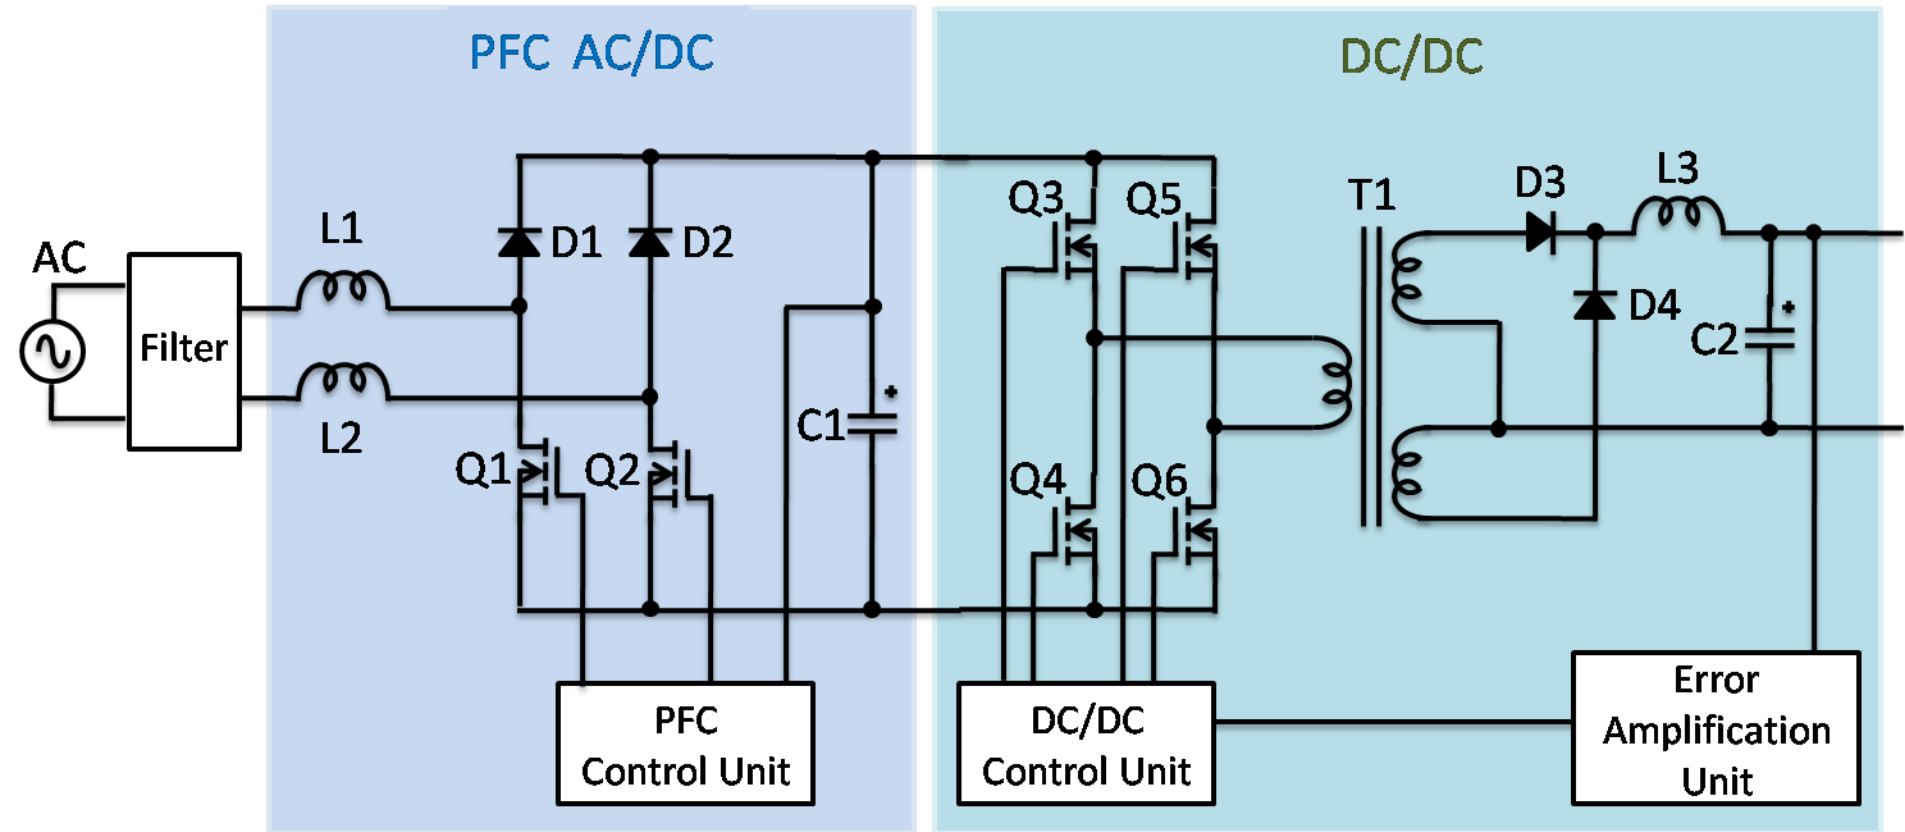 PFC AC/DC
DC/DC
AC
Filter
L1
L2
D1
D2
Q1
Q2
C1
+
PFC
Control Unit
Q3
Q5
Q4
Q6
T1
D3
L3
D4
C2
+
DC/DC
Control Unit
Error
Amplification
Unit